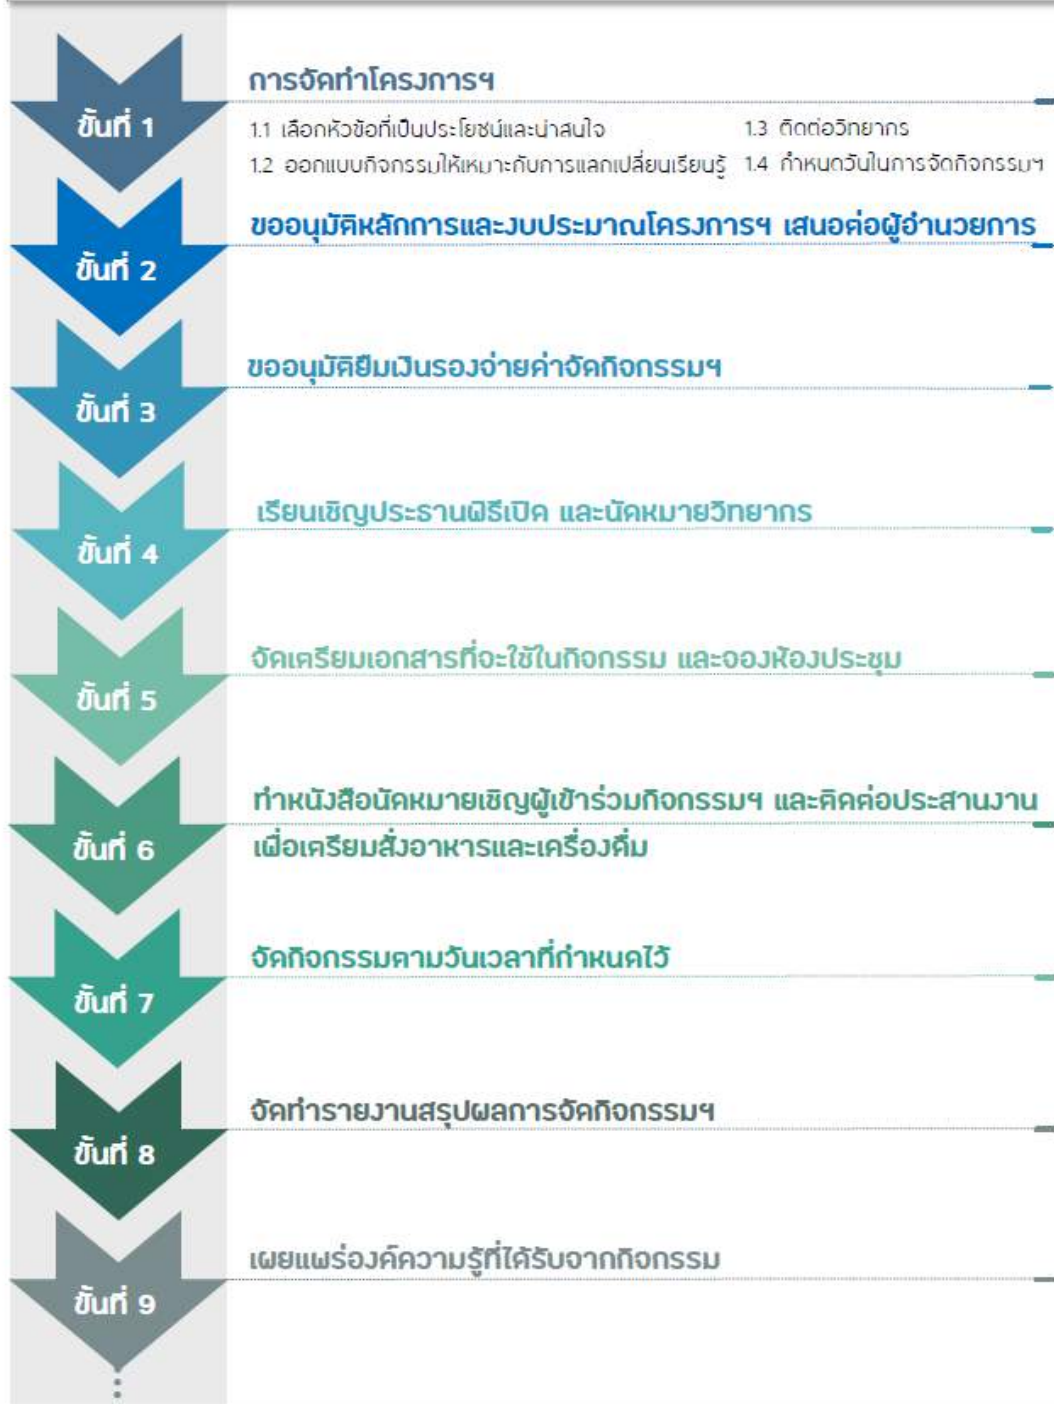 ขั้นที่ 1
การจัดทำโครงการฯ
1.1 เลือกหัวข้อที่เป็นประโยชน์และน่าสนใจ
1.3 ติดต่อวิทยากร
1.2 ออกแบบกิจกรรมให้เหมาะกับการแลกเปลี่ยนเรียนรู้
1.4 กำหนดวันในการจัดกิจกรรมฯ
ขั้นที่ 2
ขออนุมัติหลักการและงบประมาณโครงการฯ เสนอต่อผู้อำนวยการ
ขั้นที่ 3
ขออนุมัติยืมเงินรองจ่ายค่าจัดกิจกรรมฯ
ขั้นที่ 4
เรียนเชิญประธานพิธีเปิด และนัดหมายวิทยากร
ขั้นที่ 5
จัดเตรียมเอกสารที่จะใช้ในกิจกรรม และจองห้องประชุม
ขั้นที่ 6
ทำหนังสือนัดหมายเชิญผู้เข้าร่วมกิจกรรมฯ และติดต่อประสานงาน
เพื่อเตรียมสั่งอาหารและเครื่องดื่ม
ขั้นที่ 7
จัดกิจกรรมตามวันเวลาที่กำหนดไว้
ขั้นที่ 8
จัดทำรายงานสรุปผลการจัดกิจกรรมฯ
ขั้นที่ 9
เผยแพร่องค์ความรู้ที่ได้รับจากกิจกรรม